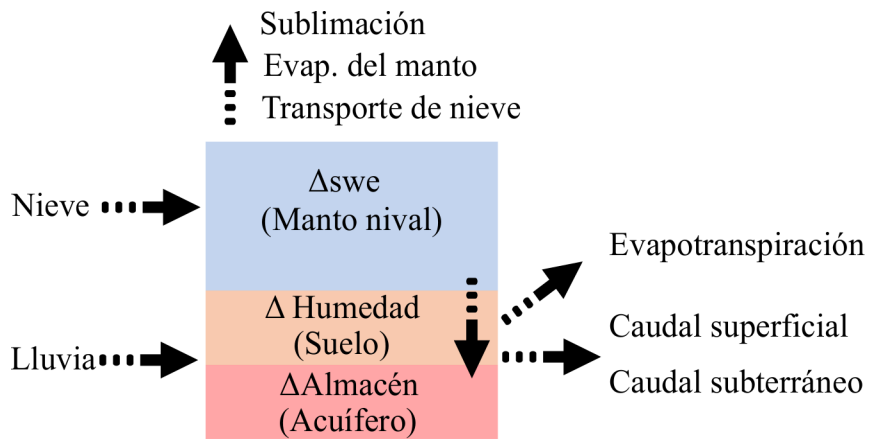 Sublimación
Evap. del manto
Transporte de nieve
Δswe
(Manto nival)
Nieve
Evapotranspiración
Δ Humedad
(Suelo)
Caudal superficial
Lluvia
Caudal subterráneo
ΔAlmacén
(Acuífero)